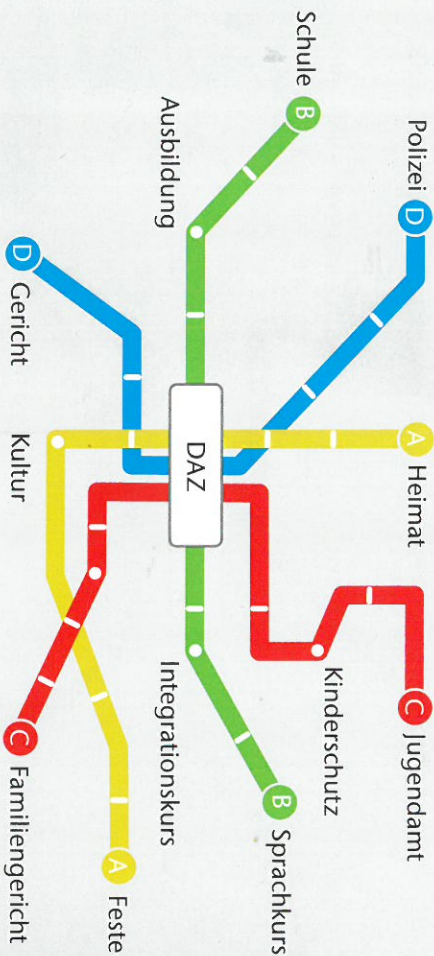 B
Schule
Polizei
D
Ausbildung
D
Gericht
DAZ
A
Heimat
Kultur
Kinderschutz
C
Jugendamt
Integrationskurs
B
Sprachkurs
C
Familiengericht
A
Feste